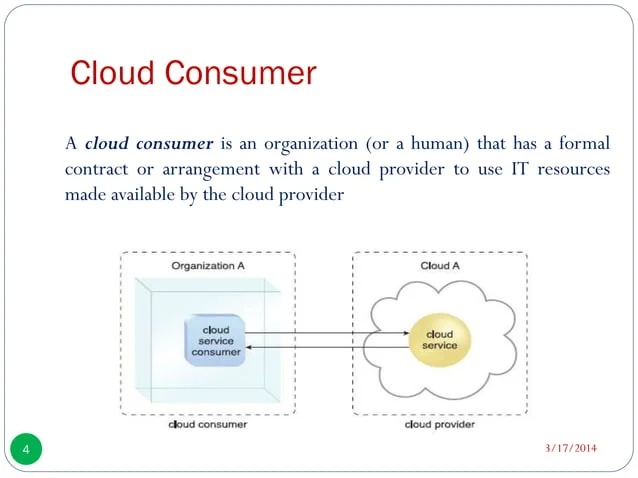 Cloud Consumer
A cloud consumer is an organization (or a human) that has a formal
contract or arrangement with a cloud provider to use IT resources
made available by the cloud provider
Organization A
Cloud A
cloud
service
consumer
cloud
service
cloud consumer
cloud provider
4
3/17/2014